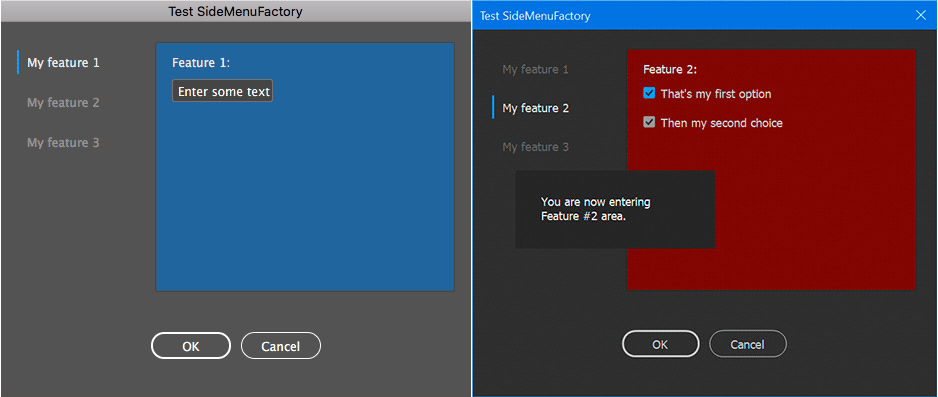 Test SideMenuFactory
My feature 1
My feature 2
My feature 3
Feature 1:
Enter some text
OK
Cancel
Test SideMenuFactory
My feature 1
My feature 2
My feature 3
Feature 2:
That's my first option
Then my second choice
You are now entering
Feature #2 area.
OK
Cancel